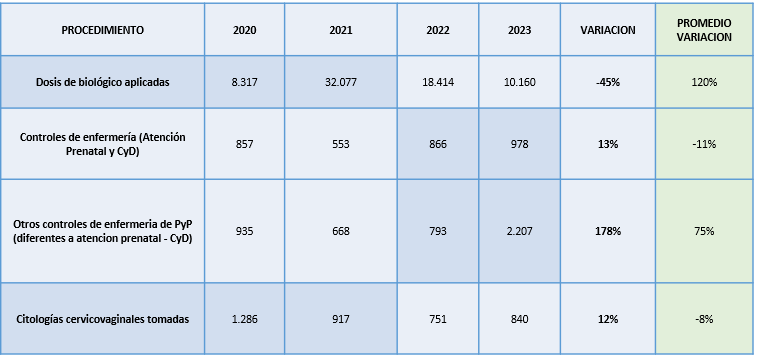 PROCEDIMIENTO 2020 2021 2022 2023 VARIACION PROMEDIO
VARIACION
Dosis de biológico aplicadas 8.317 32.077 18.414 10.160 -45% 120%
Controles de enfermería (Atención
Prenatal y CyD) 857 553 866 978 13% -11%
Otros controles de enfermeria de PyP
(diferentes a atencion prenatal - CyD) 935 668 793 2.207 178% 75%
Citologías cervicovaginales tomadas 1.286 917 751 840 12% -8%